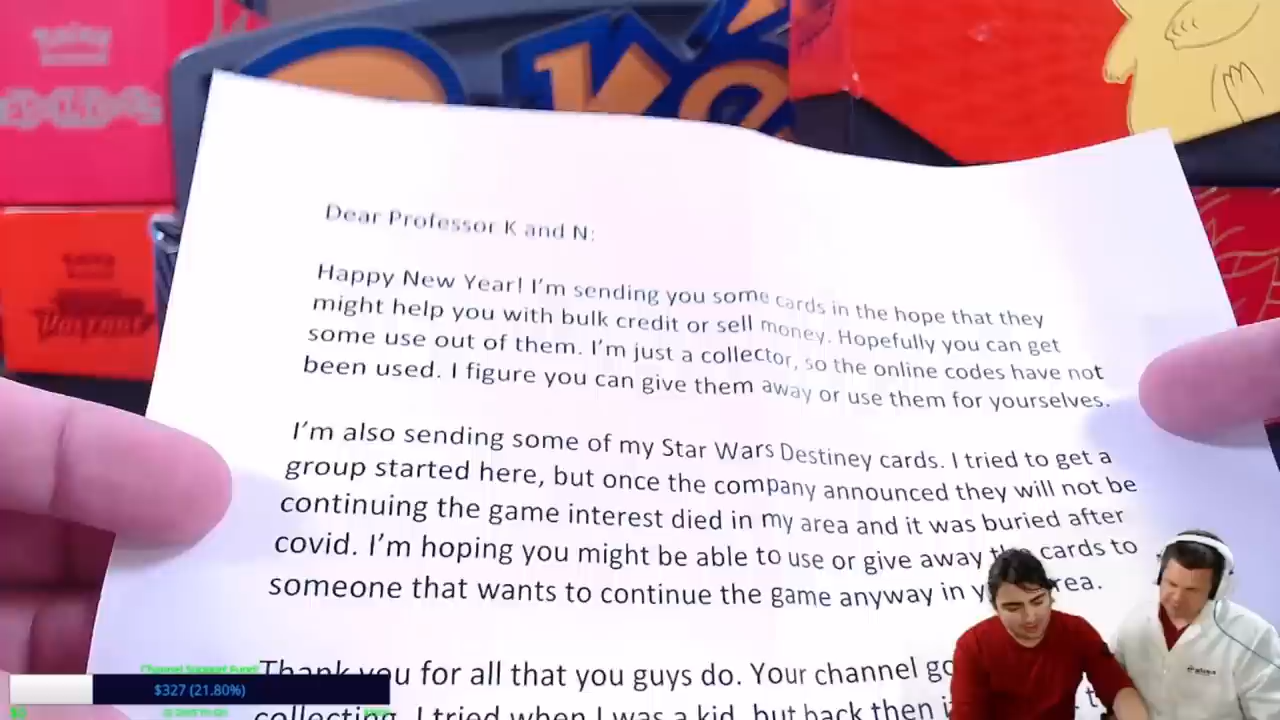 Dear Professor K and N:
Happy New Year! I'm sending you some cards in the hope that they
might help you with bulk credit or sell money. Hopefully you can get
some use out of them. I'm just a collector, so the online codes have not
been used. I figure you can give them away or use them for yourselves.
I'm also sending some of my Star Wars Destiney cards. I tried to get a
group started here, but once the company announced they will not be
continuing the game interest died in my area and it was buried after
covid. I'm hoping you might be able to use or give away the cards to
someone that wants to continue the game anyway in y rea.
Thank you for all that you guys do. Your channel go
collecting. I tried when I was a kid, but back then i
Channel Support Fund
$327 (21.80%)